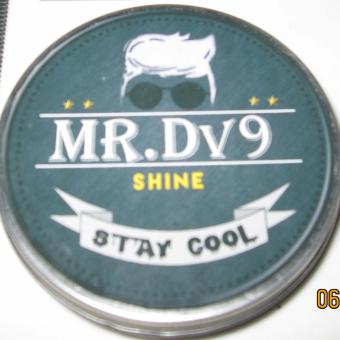 MR.DV9
SHINE
STAY COOL
06